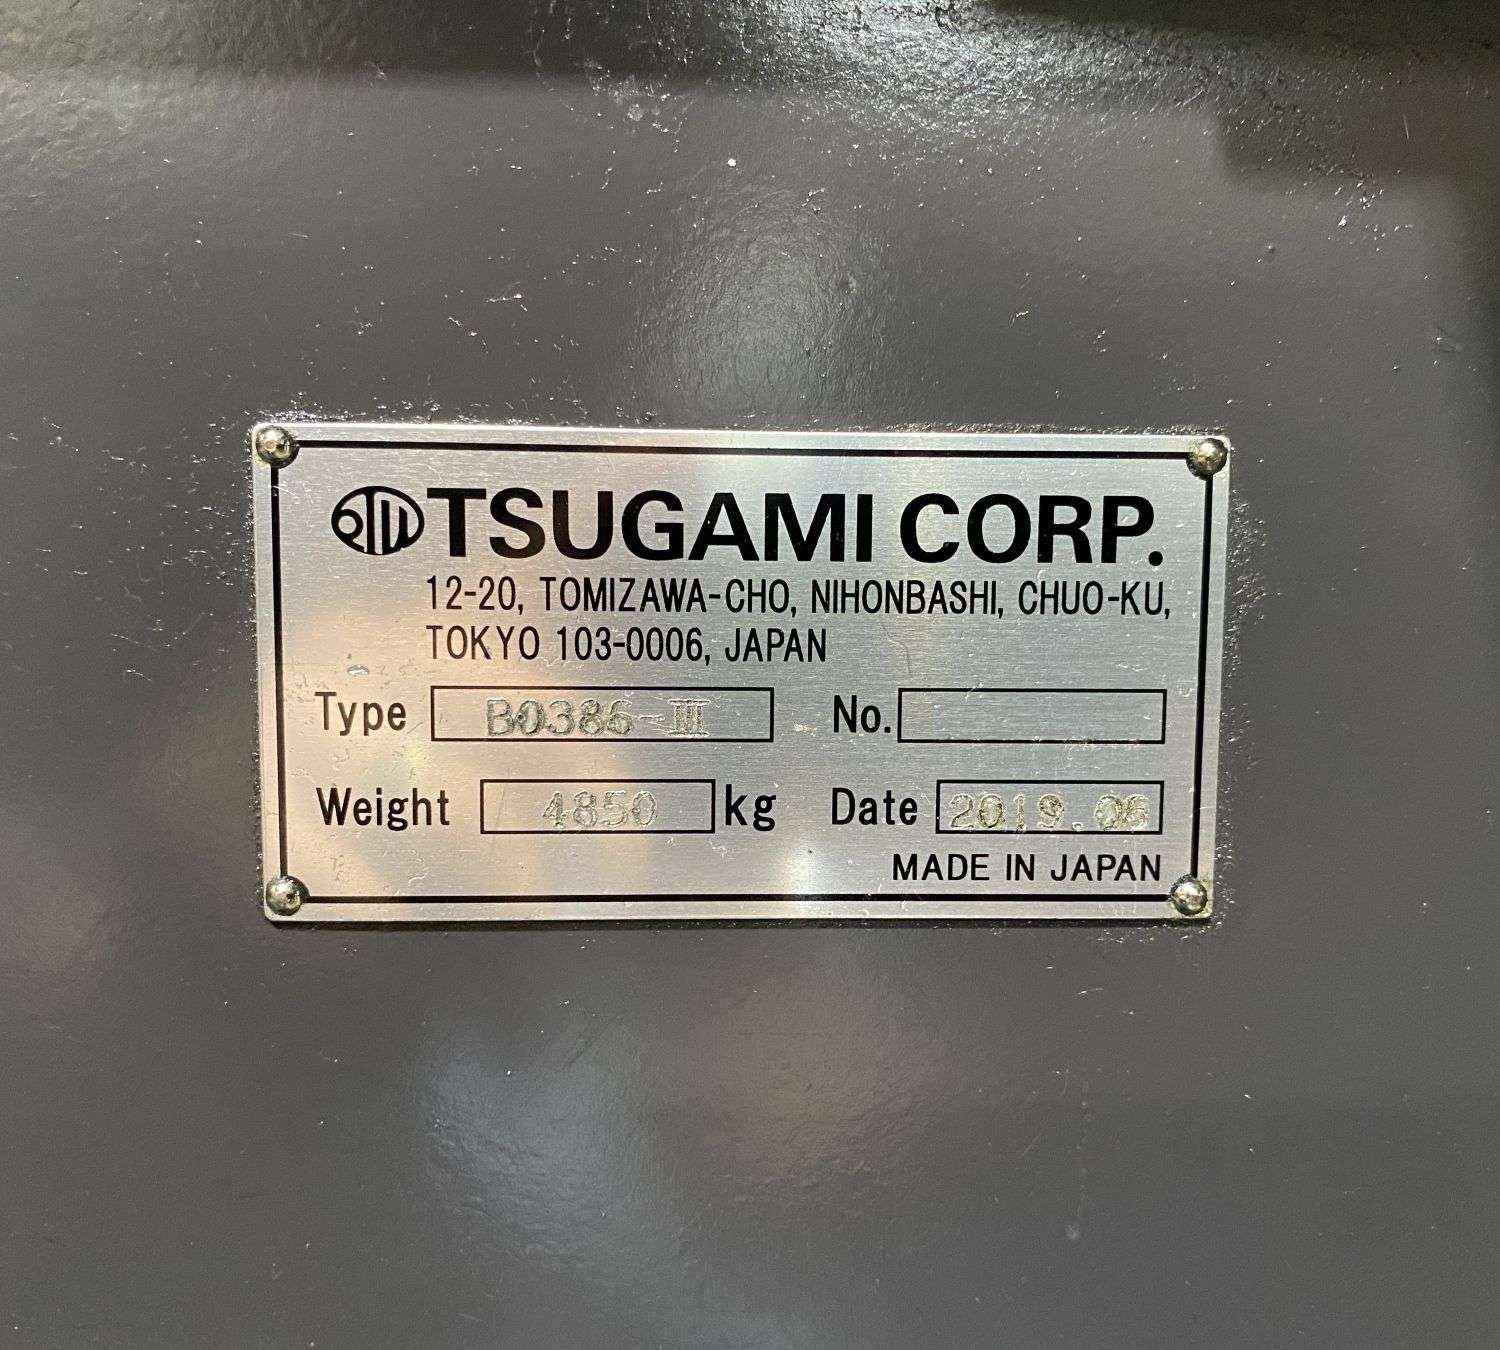 TSUGAMI CORP.
12-20, TOMIZAWA-CHO, NIHONBASHI, CHUO-KU,
TOKYO 103-0006, JAPAN
Type B0386-III No.
Weight 4850 kg Date 2019.06
MADE IN JAPAN